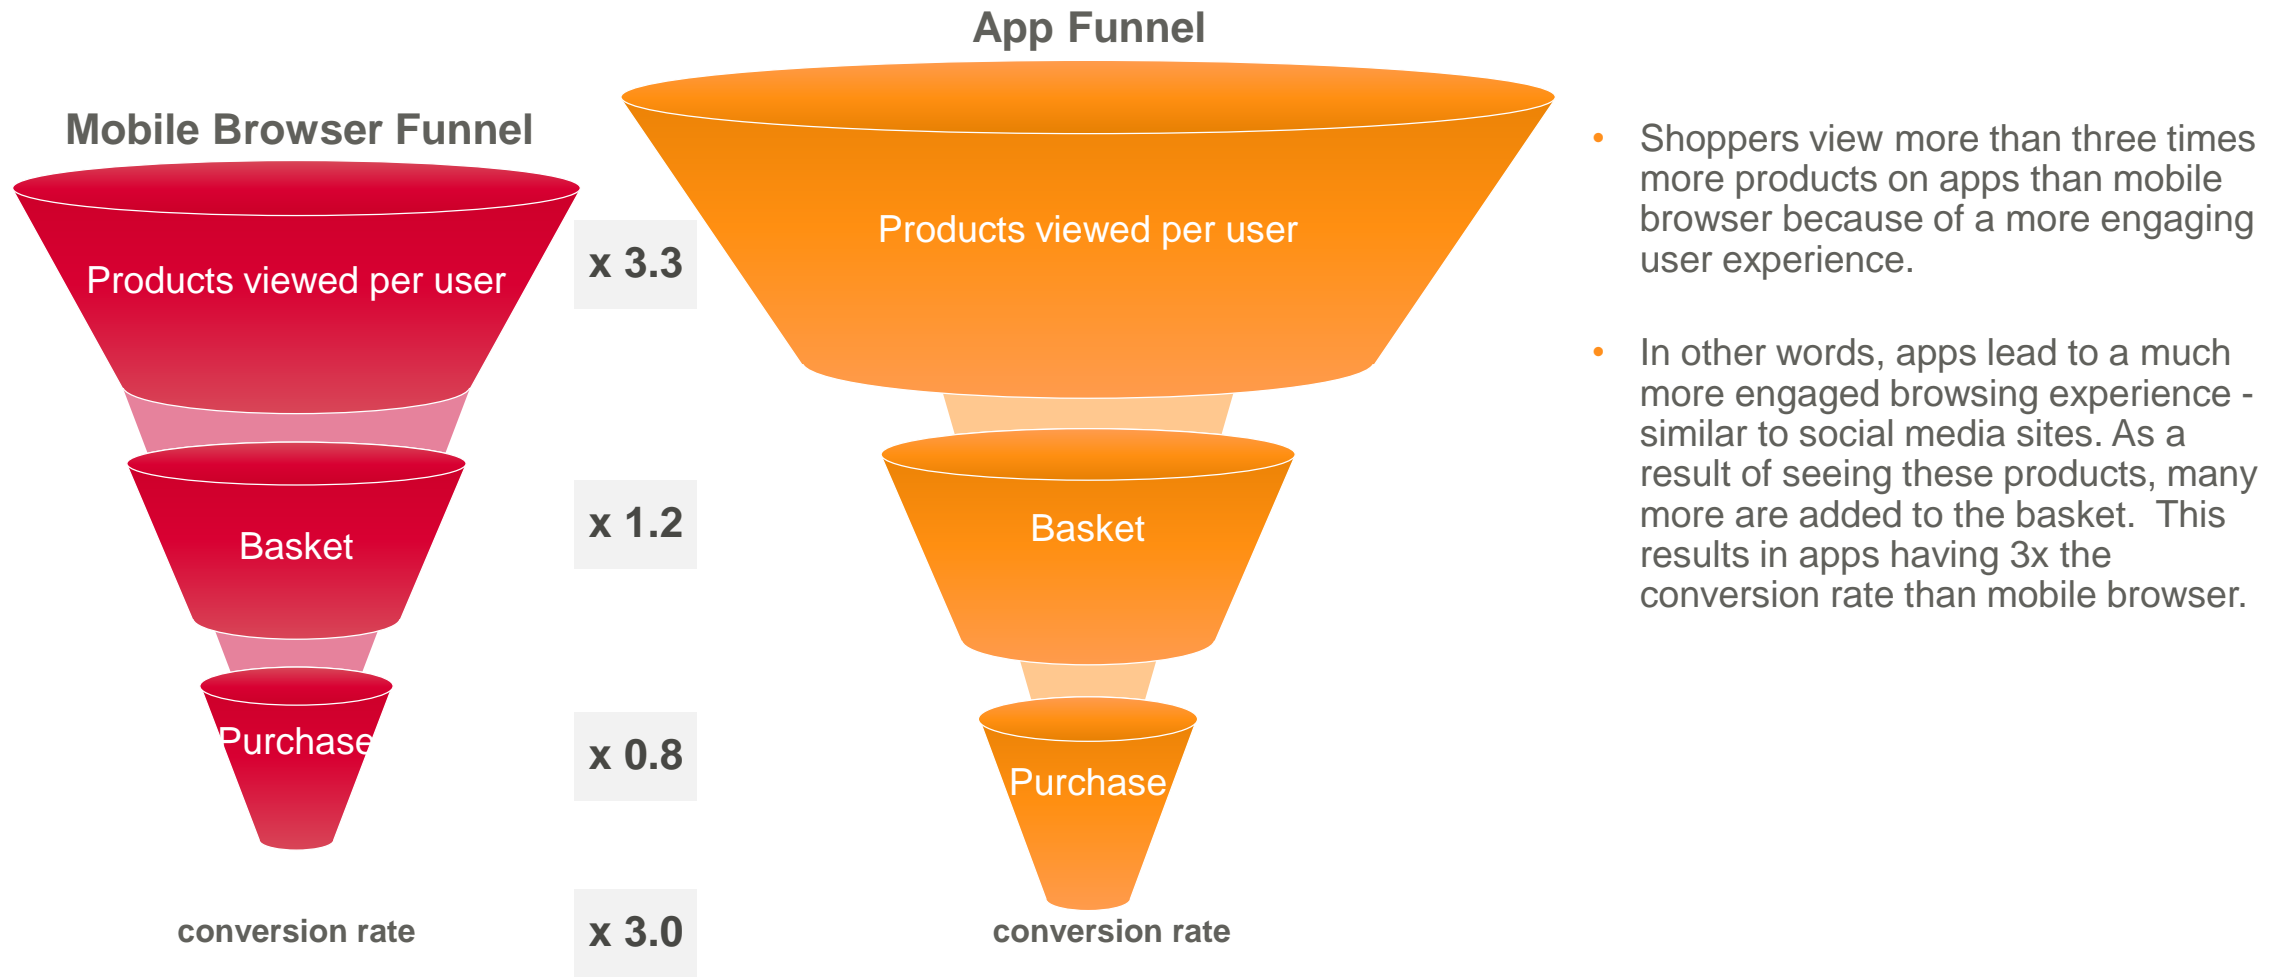 App Funnel
Mobile Browser Funnel
Products viewed per user
x 3.3
Products viewed per user
Basket
x 1.2
Basket
Purchase
x 0.8
Purchase
conversion rate
x 3.0
conversion rate
• Shoppers view more than three times
more products on apps than mobile
browser because of a more engaging
user experience.
• In other words, apps lead to a much
more engaged browsing experience -
similar to social media sites. As a
result of seeing these products, many
more are added to the basket.  This
results in apps having 3x the
conversion rate than mobile browser.